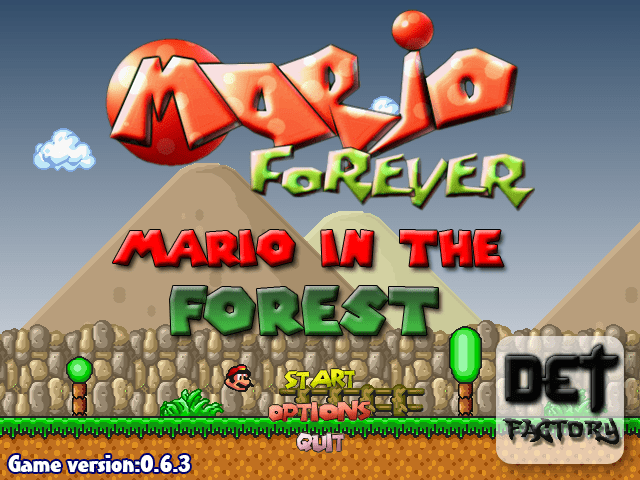 MARIO
FOREVER
MARIO IN THE
FOREST
START
OPTIONS
QUIT
DET
FACTORY
Game version:0.6.3